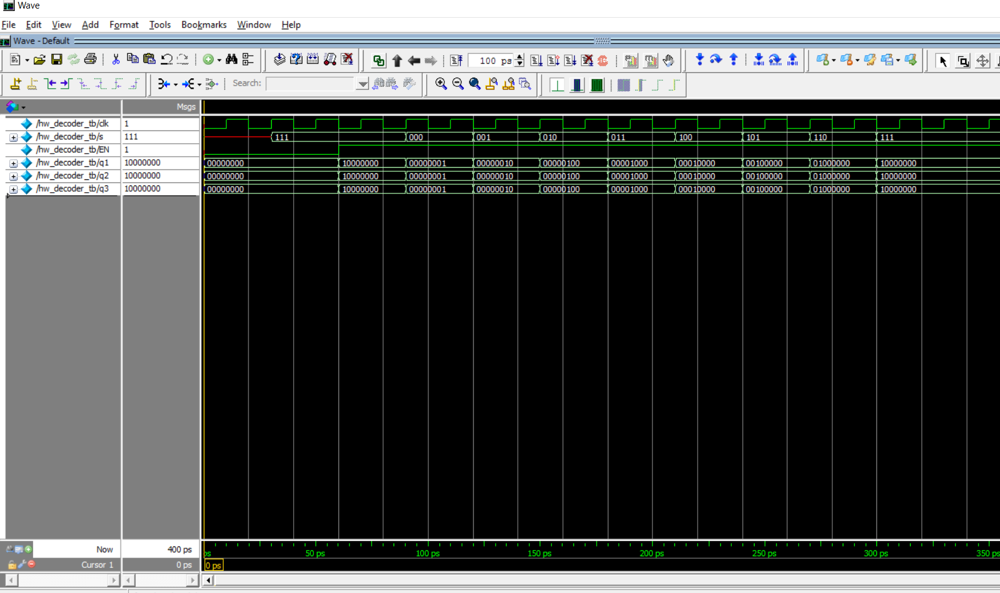 Wave
File Edit View Add Format Tools Bookmarks Window Help
Wave - Default
100 ps
Search:
Msgs
/hw_decoder_tb/clk 1
/hw_decoder_tb/s 111 111 000 001 010 011 100 101 110 111
/hw_decoder_tb/EN 1
/hw_decoder_tb/q1 10000000 00000000 10000000 00000001 00000010 00000100 00001000 00010000 00100000 01000000 10000000
/hw_decoder_tb/q2 10000000 00000000 10000000 00000001 00000010 00000100 00001000 00010000 00100000 01000000 10000000
/hw_decoder_tb/q3 10000000 00000000 10000000 00000001 00000010 00000100 00001000 00010000 00100000 01000000 10000000
Now 400 ps ps 50 ps 100 ps 150 ps 200 ps 250 ps 300 ps 350 ps
Cursor 1 0 ps 0 ps